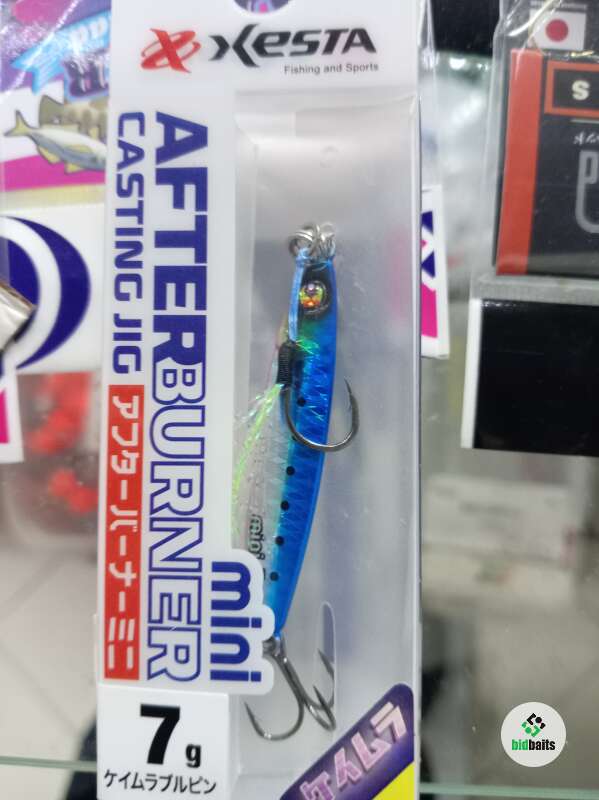 XESTA
Fishing and Sports
AFTERBURNER
mini
CASTING JIG
アフターバーナーミニ
mini
7g
ケイムラブルピン
ケイムラ
S
bidbaits